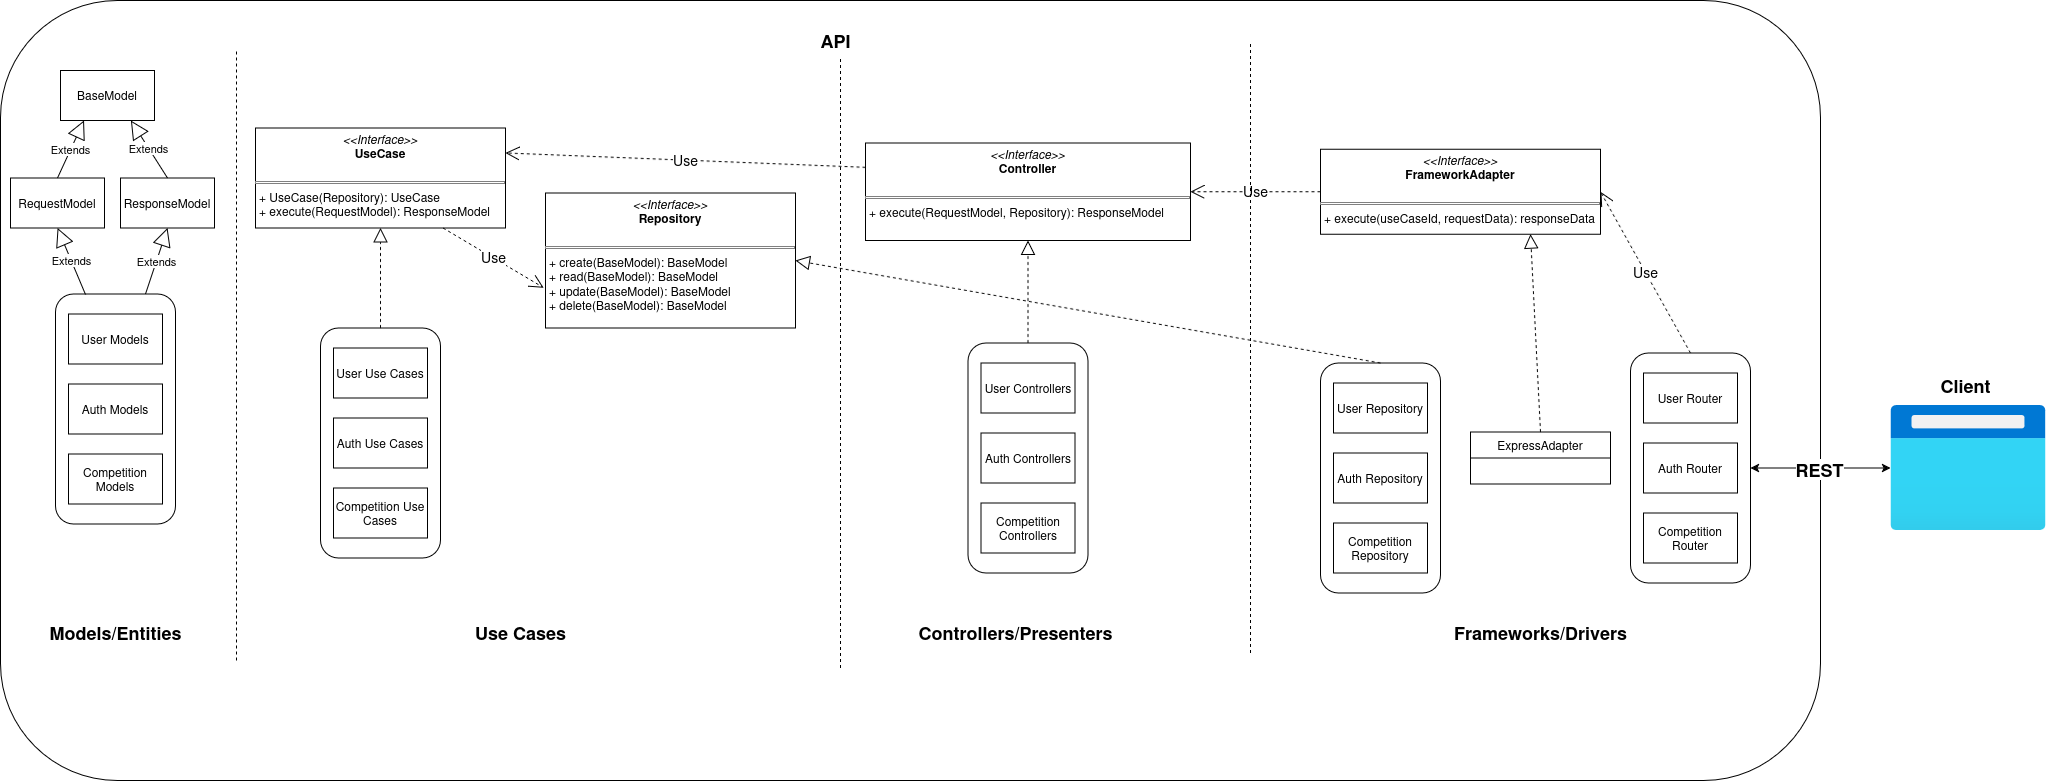 API
BaseModel
Extends
Extends
RequestModel
ResponseModel
Extends
Extends
User Models
Auth Models
Competition
Models
Models/Entities
<<Interface>>
UseCase
+ UseCase(Repository): UseCase
+ execute(RequestModel): ResponseModel
Use
Use
<<Interface>>
Repository
+ create(BaseModel): BaseModel
+ read(BaseModel): BaseModel
+ update(BaseModel): BaseModel
+ delete(BaseModel): BaseModel
User Use Cases
Auth Use Cases
Competition Use
Cases
Use Cases
<<Interface>>
Controller
+ execute(RequestModel, Repository): ResponseModel
Use
User Controllers
Auth Controllers
Competition
Controllers
Controllers/Presenters
<<Interface>>
FrameworkAdapter
+ execute(useCaseId, requestData): responseData
Use
User Repository
Auth Repository
Competition
Repository
ExpressAdapter
User Router
Auth Router
Competition
Router
Frameworks/Drivers
REST
Client